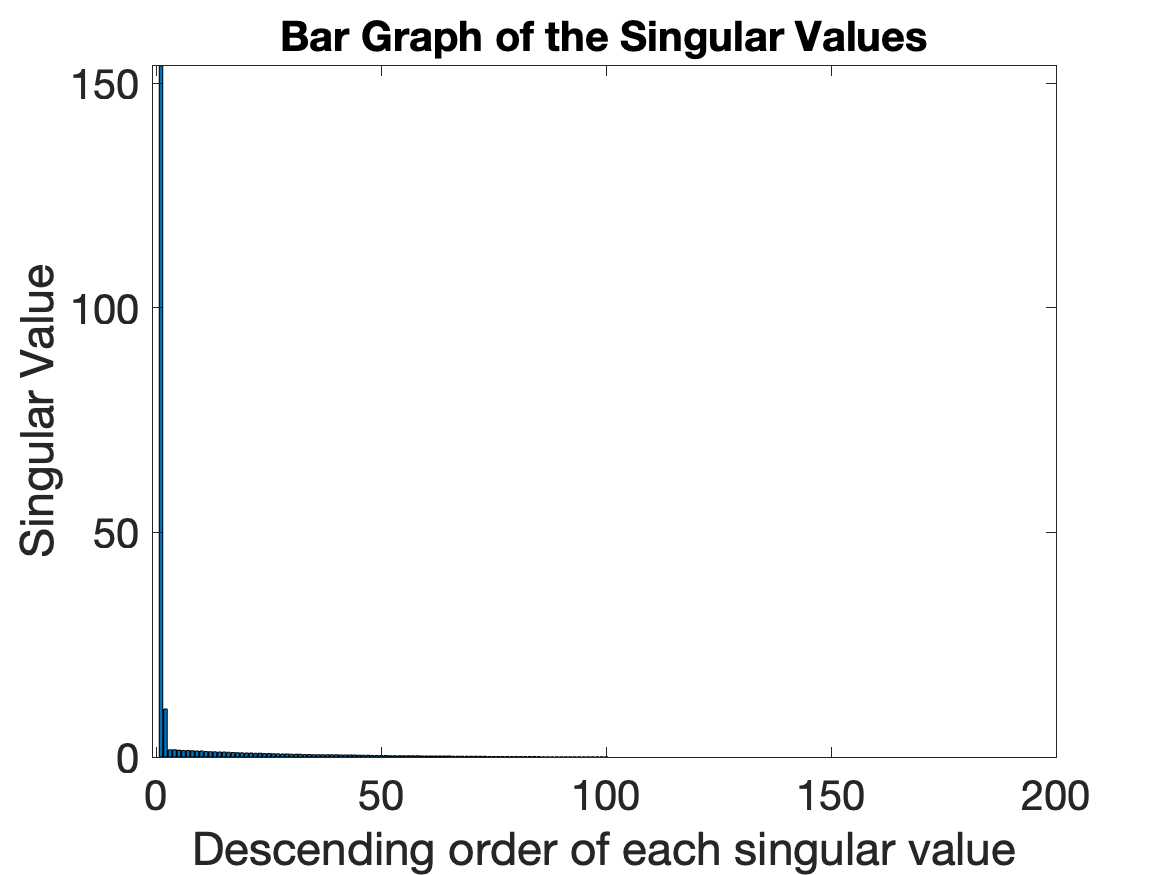 Bar Graph of the Singular Values
150
100
50
0
Singular Value
0 50 100 150 200
Descending order of each singular value